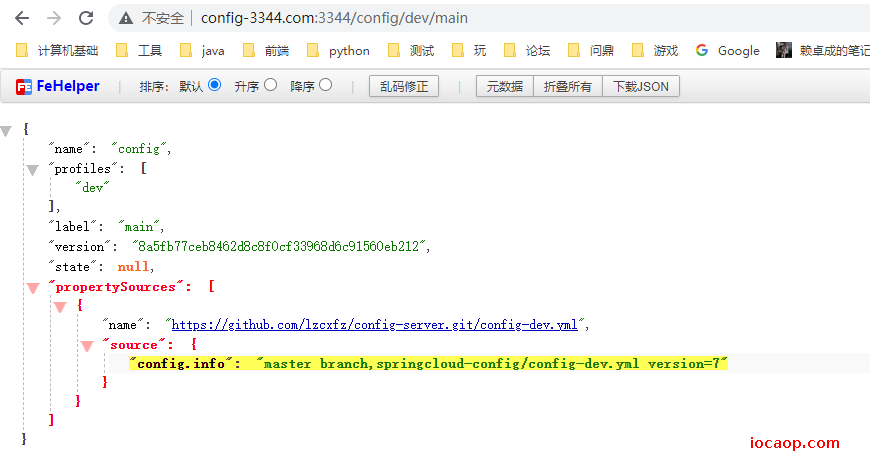 不安全 config-3344.com:3344/config/dev/main
计算机基础 工具 java 前端 python 测试 玩 论坛 问鼎 游戏 Google 赖卓成的笔记
FeHelper 排序: 默认 升序 降序 乱码修正 元数据 折叠所有 下载JSON
{
"name": "config",
"profiles": [
"dev"
],
"label": "main",
"version": "8a5fb77ceb8462d8c8f0cf33968d6c91560eb212",
"state": null,
"propertySources": [
{
"name": "https://github.com/lzcxfz/config-server.git/config-dev.yml",
"source": {
"config.info": "master branch,springcloud-config/config-dev.yml version=7"
}
}
]
}
iocaop.com